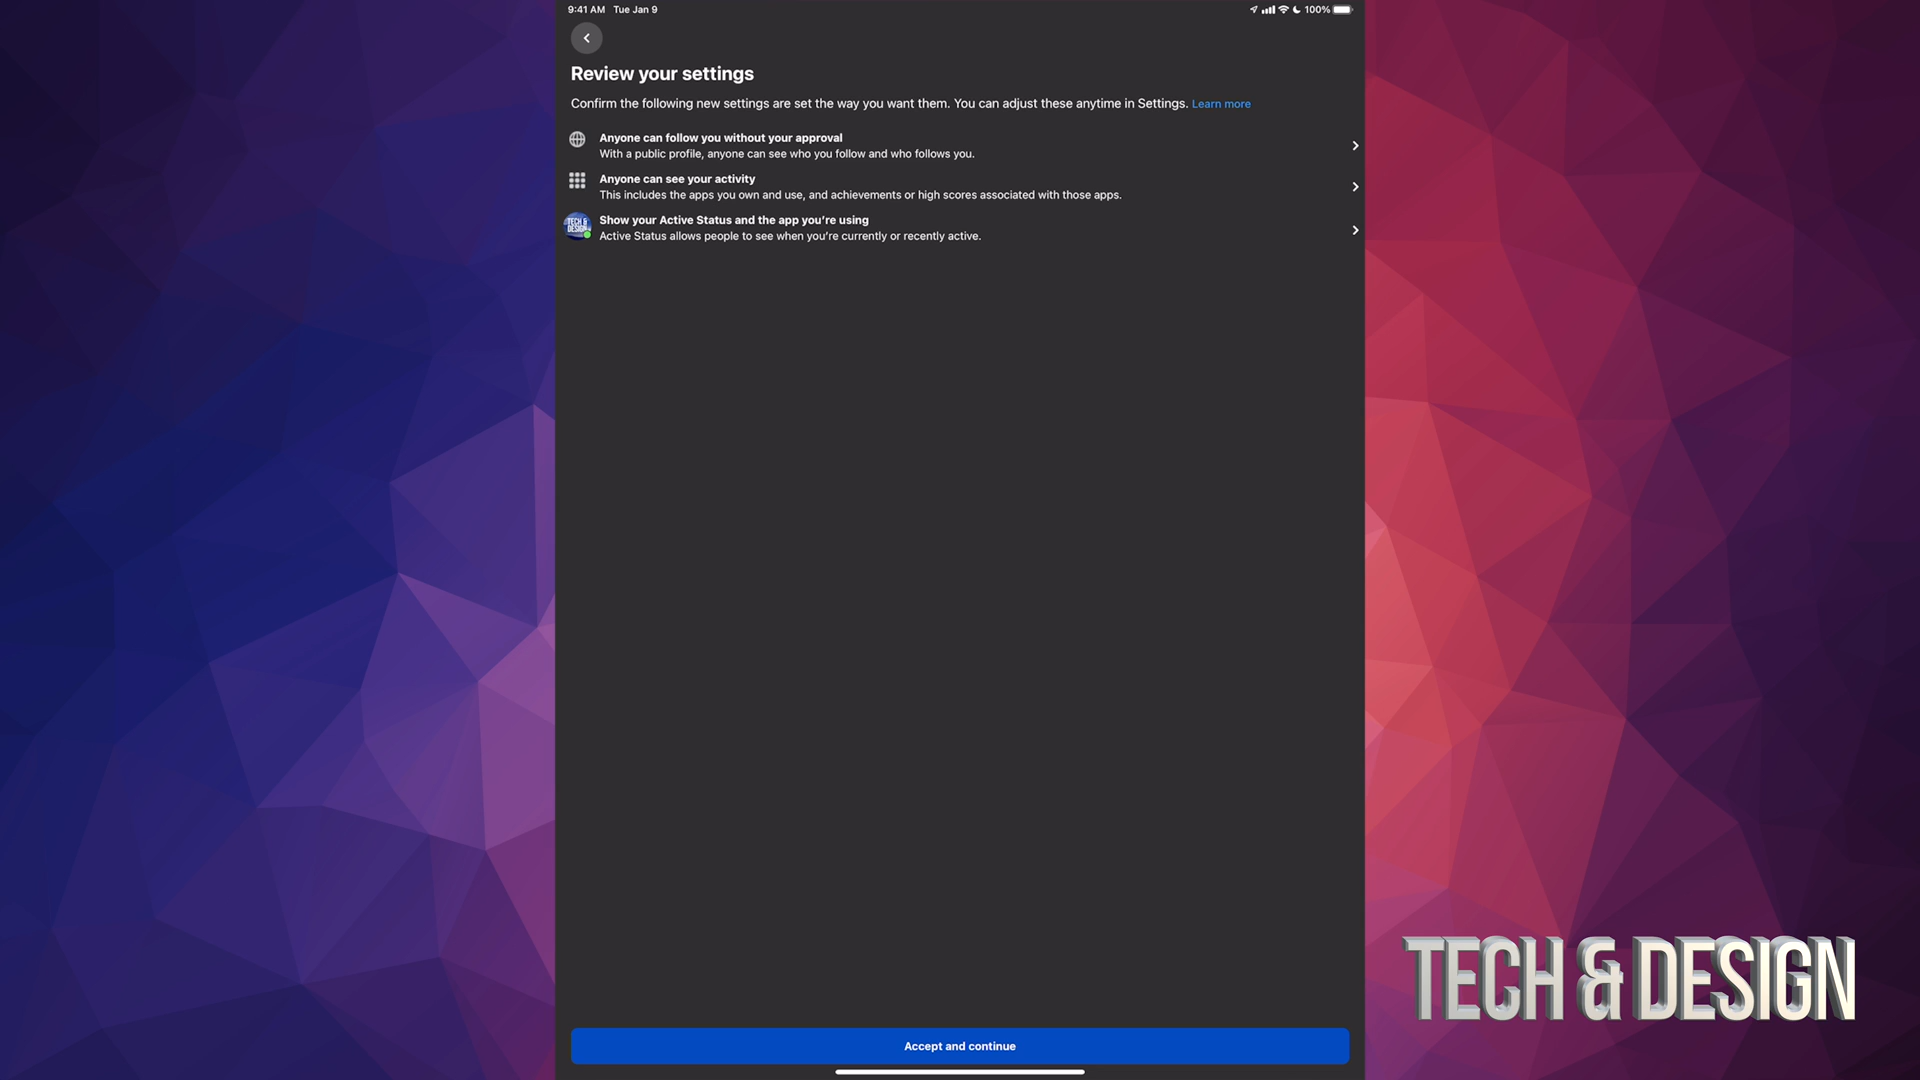 9:41 AM Tue Jan 9
100%
Review your settings
Confirm the following new settings are set the way you want them. You can adjust these anytime in Settings. Learn more
Anyone can follow you without your approval
With a public profile, anyone can see who you follow and who follows you.
Anyone can see your activity
This includes the apps you own and use, and achievements or high scores associated with those apps.
TECH &
DESIGN
Show your Active Status and the app you’re using
Active Status allows people to see when you’re currently or recently active.
TECH & DESIGN
Accept and continue